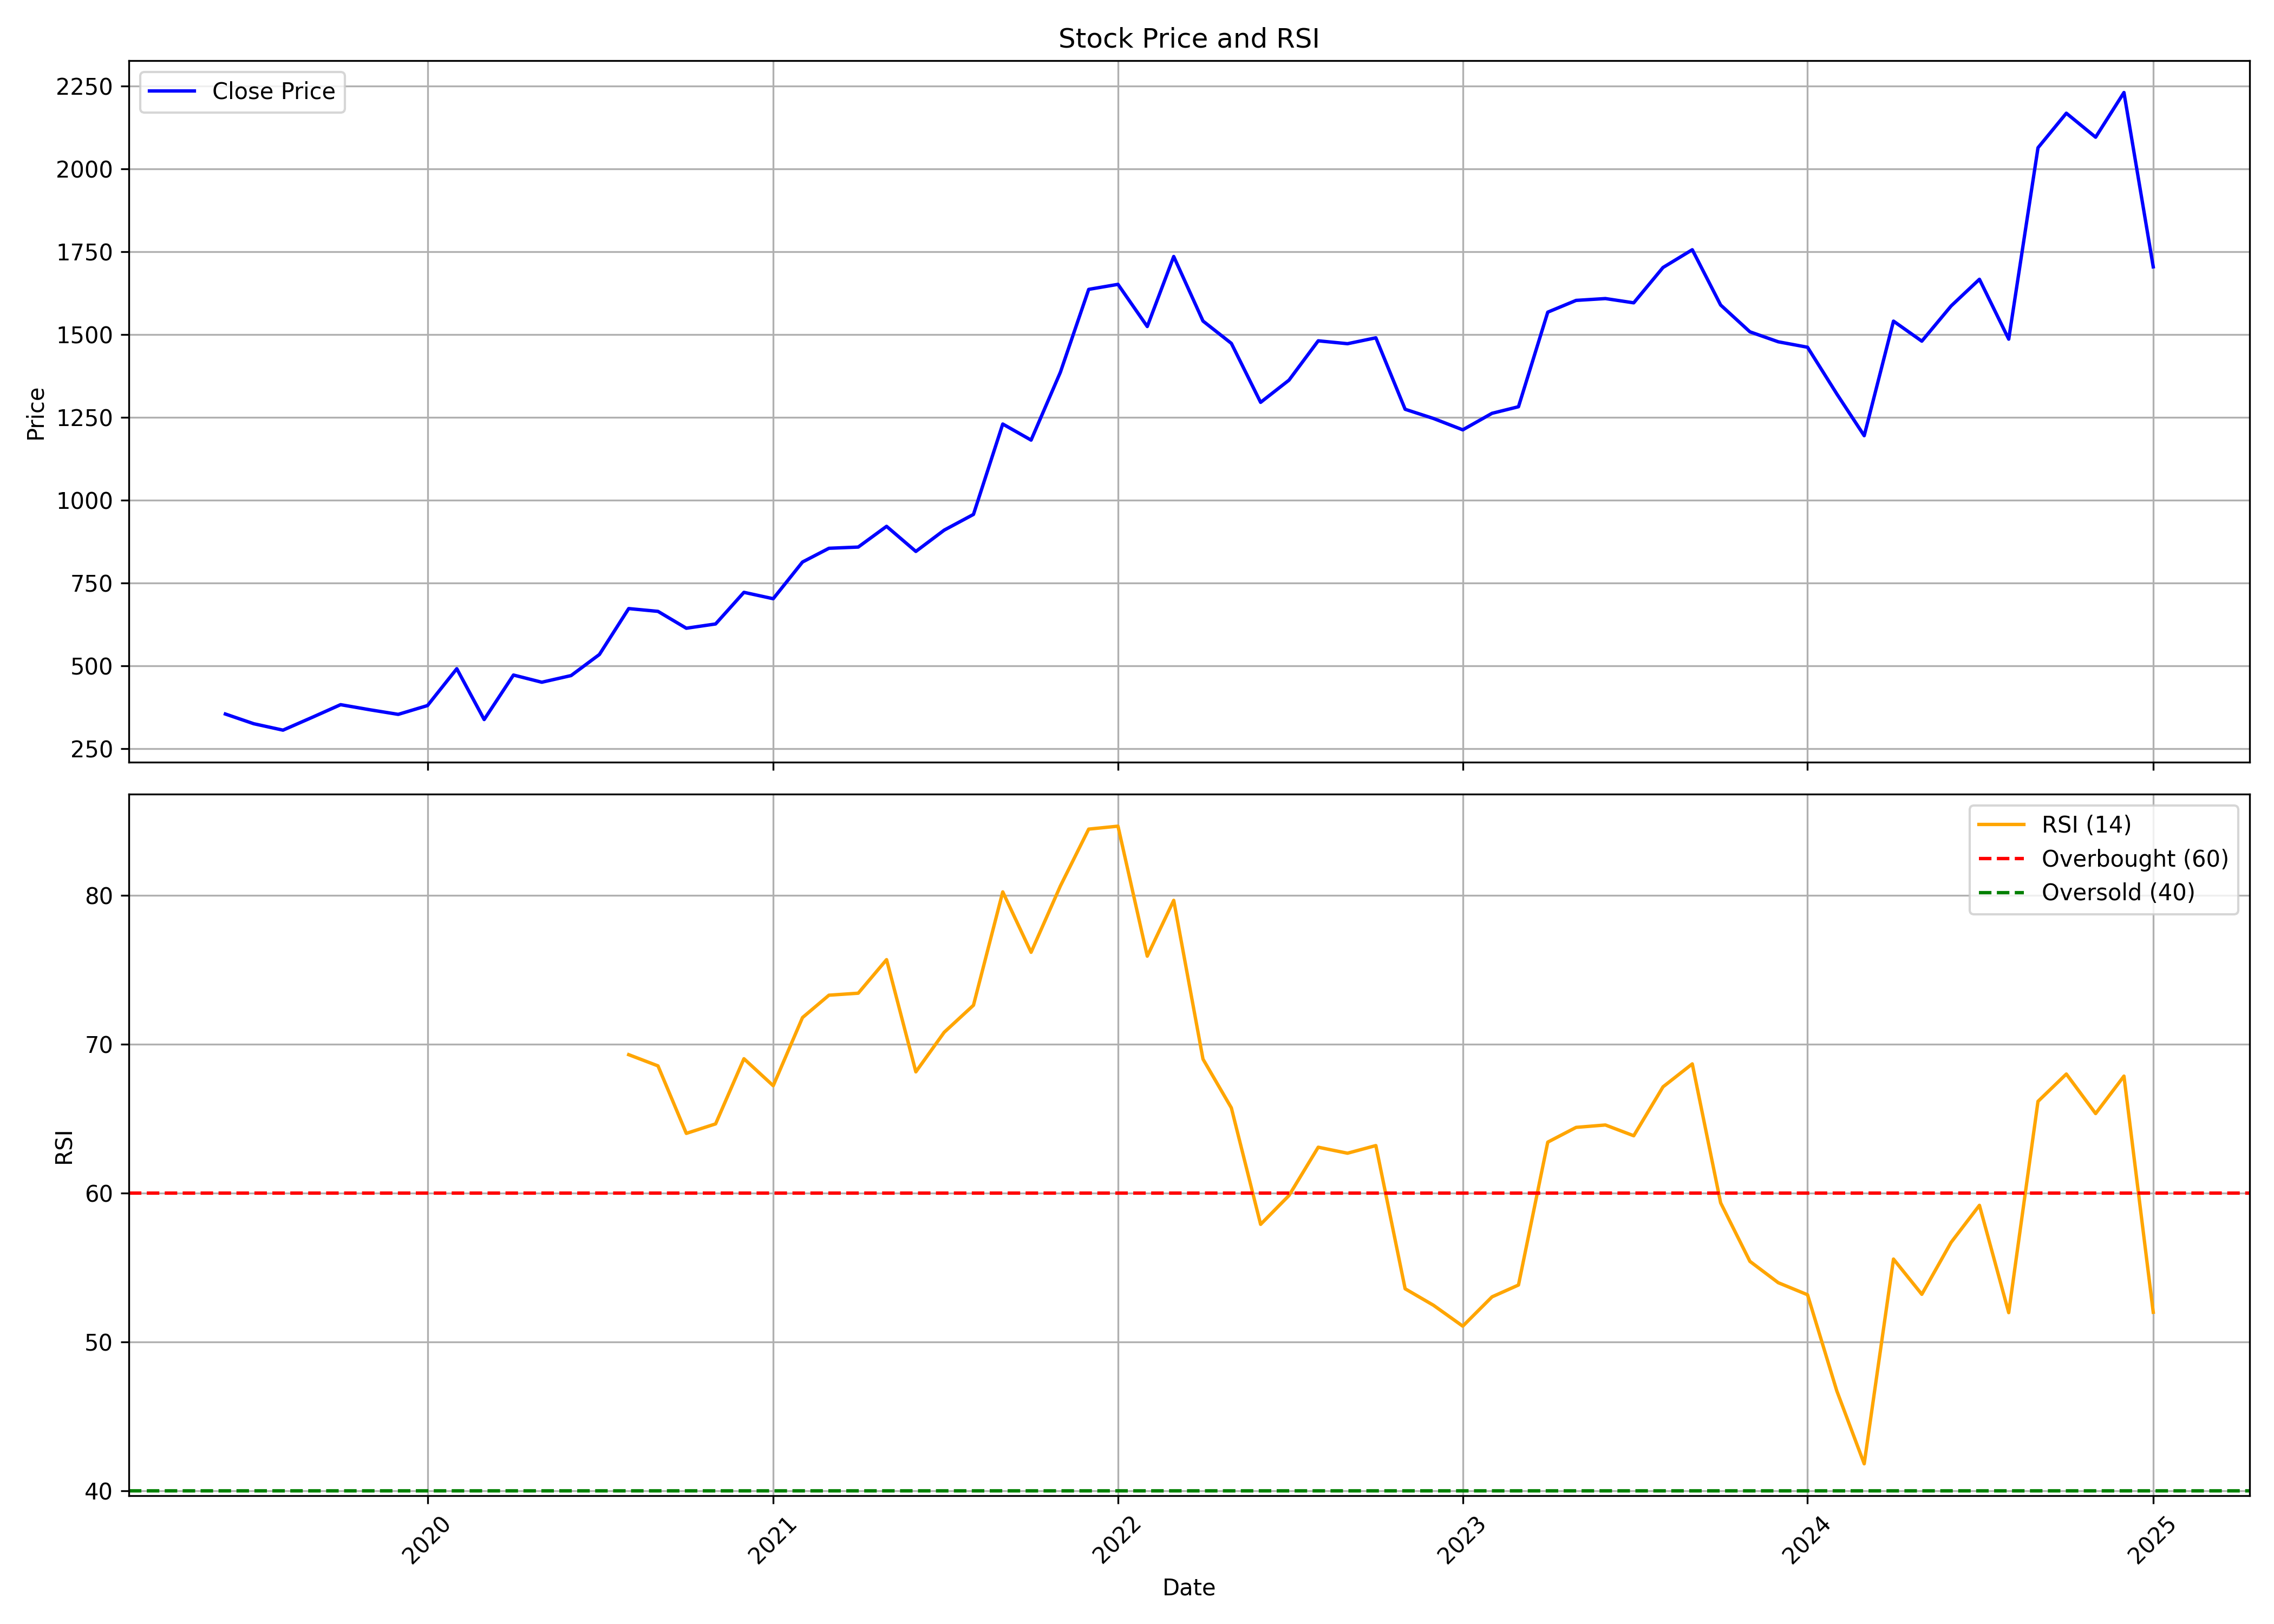 Stock Price and RSI
Close Price
Price
2250
2000
1750
1500
1250
1000
750
500
250
RSI (14)
Overbought (60)
Oversold (40)
RSI
80
70
60
50
40
2020
2021
2022
2023
2024
2025
Date